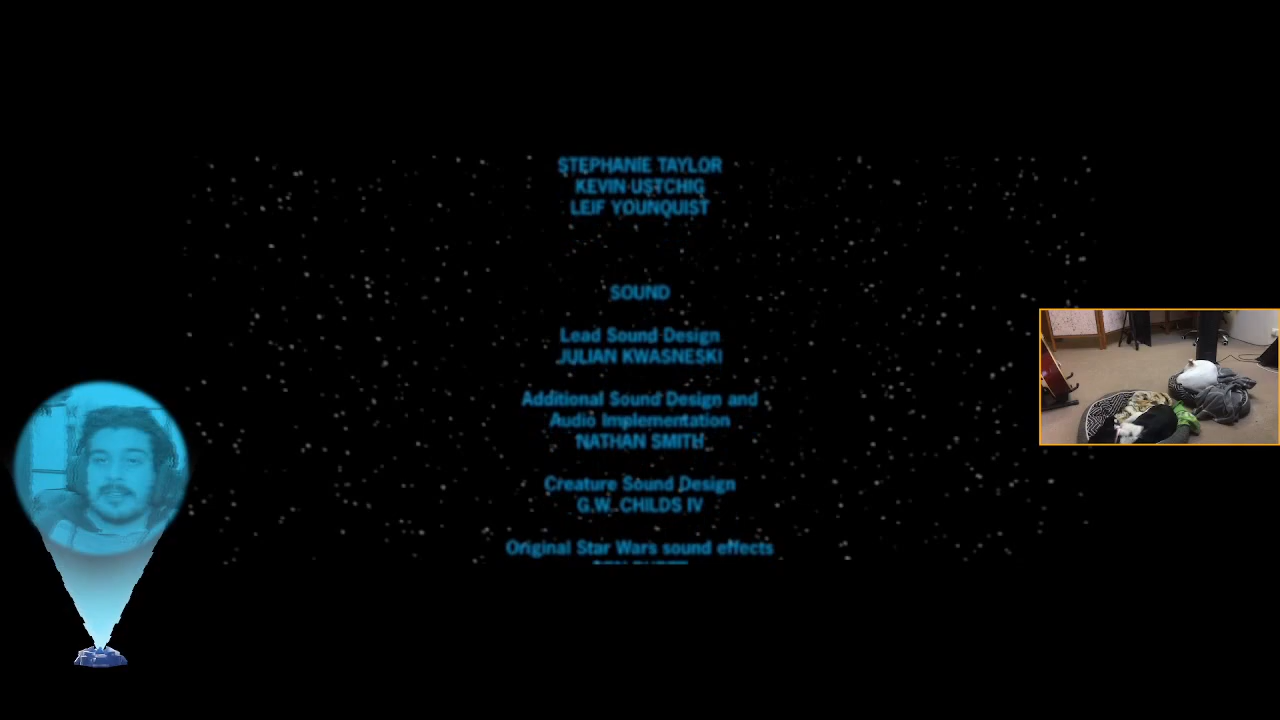 STEPHANIE TAYLOR
KEVIN USTCHIG
LEIF YOUNQUIST
SOUND
Lead Sound Design
JULIAN KWASNESKI
Additional Sound Design and
Audio Implementation
NATHAN SMITH
Creature Sound Design
G.W. CHILDS IV
Original Star Wars sound effects